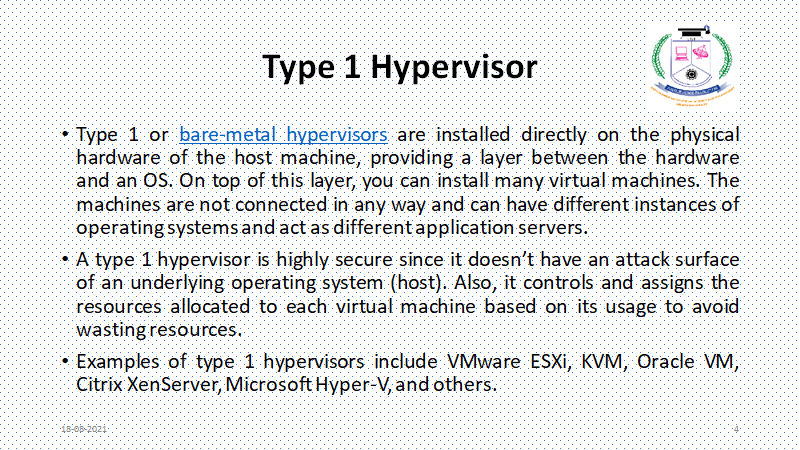 Type 1 Hypervisor
• Type 1 or bare-metal hypervisors are installed directly on the physical
hardware of the host machine, providing a layer between the hardware
and an OS. On top of this layer, you can install many virtual machines. The
machines are not connected in any way and can have different instances of
operating systems and act as different application servers.
• A type 1 hypervisor is highly secure since it doesn’t have an attack surface
of an underlying operating system (host). Also, it controls and assigns the
resources allocated to each virtual machine based on its usage to avoid
wasting resources.
• Examples of type 1 hypervisors include VMware ESXi, KVM, Oracle VM,
Citrix XenServer, Microsoft Hyper-V, and others.
18-08-2021
4